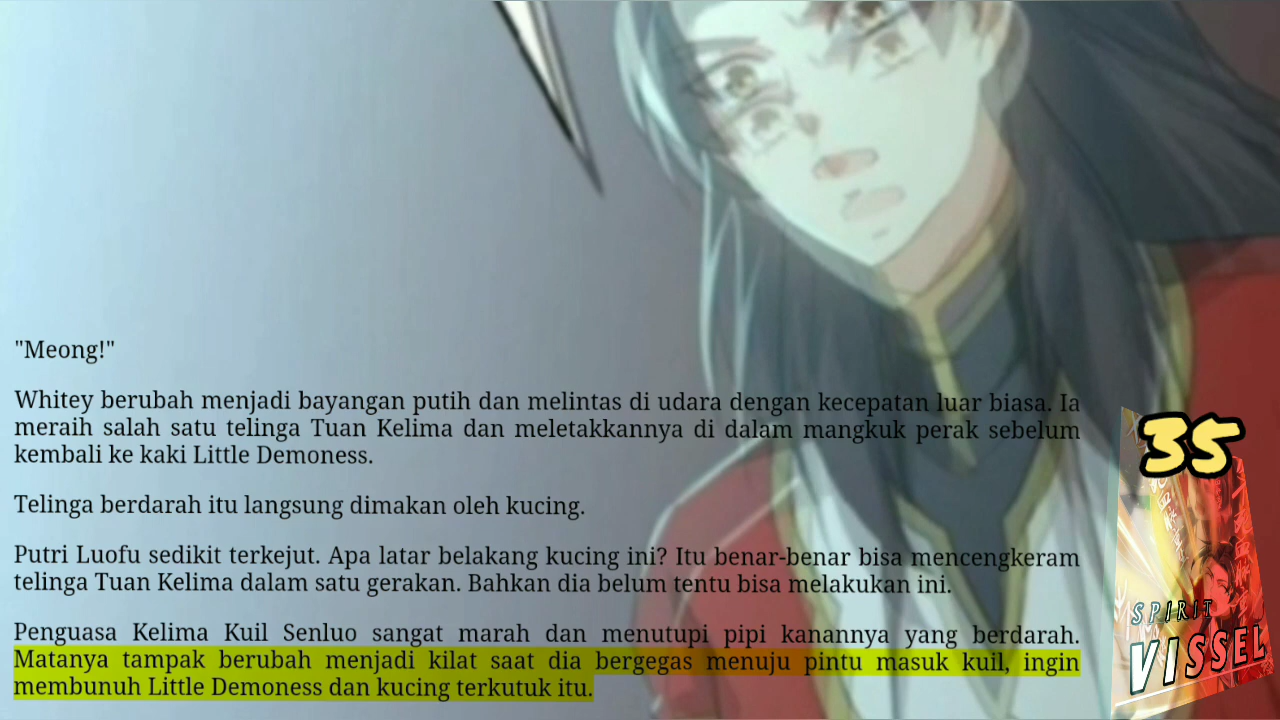 "Meong!"
Whitey berubah menjadi bayangan putih dan melintas di udara dengan kecepatan luar biasa. Ia
meraih salah satu telinga Tuan Kelima dan meletakkannya di dalam mangkuk perak sebelum
kembali ke kaki Little Demoness.
Telinga berdarah itu langsung dimakan oleh kucing.
Putri Luofu sedikit terkejut. Apa latar belakang kucing ini? Itu benar-benar bisa mencengkeram
telinga Tuan Kelima dalam satu gerakan. Bahkan dia belum tentu bisa melakukan ini.
Penguasa Kelima Kuil Senluo sangat marah dan menutupi pipi kanannya yang berdarah.
Matanya tampak berubah menjadi kilat saat dia bergegas menuju pintu masuk kuil, ingin
membunuh Little Demoness dan kucing terkutuk itu.
35
SPIRIT
VISSEL